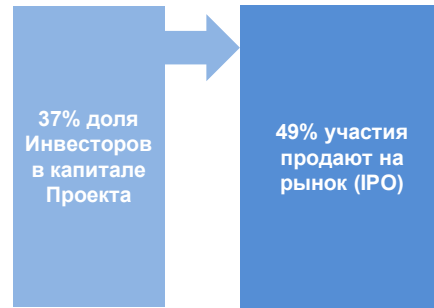 37% доля
Инвесторов
в капитале
Проекта
49% участия
продают на
рынок (IPO)